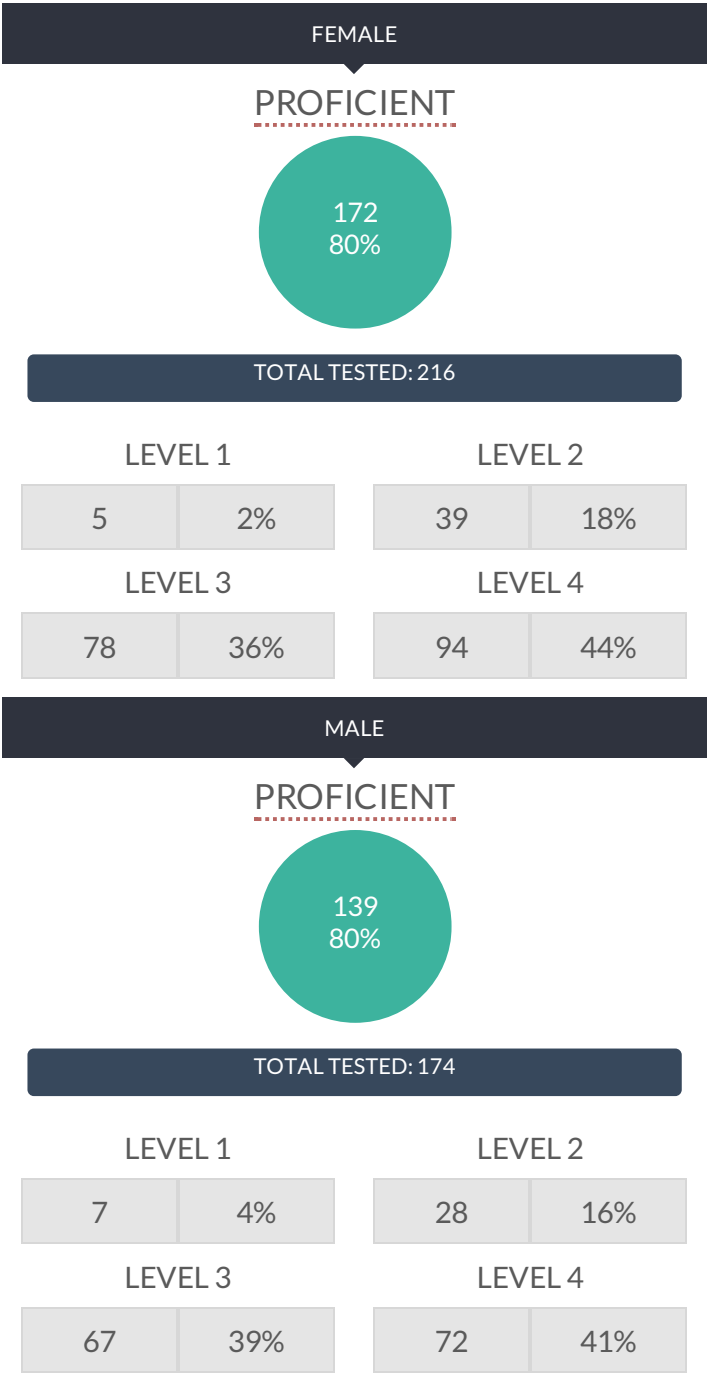 FEMALE
PROFICIENT
172
80%
TOTAL TESTED: 216
LEVEL 1 LEVEL 2
5 2% 39 18%
LEVEL 3 LEVEL 4
78 36% 94 44%
MALE
PROFICIENT
139
80%
TOTAL TESTED: 174
LEVEL 1 LEVEL 2
7 4% 28 16%
LEVEL 3 LEVEL 4
67 39% 72 41%